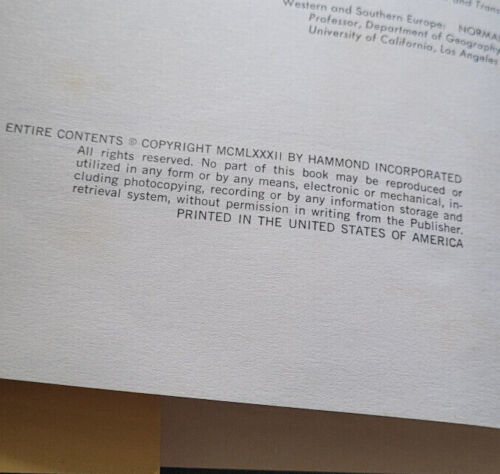 and Trans
Western and Southern Europe: NORMA
Professor, Department of Geography
University of California, Los Angeles
ENTIRE CONTENTS © COPYRIGHT MCMLXXXII BY HAMMOND INCORPORATED
All rights reserved. No part of this book may be reproduced or
utilized in any form or by any means, electronic or mechanical, in-
cluding photocopying, recording or by any information storage and
retrieval system, without permission in writing from the Publisher.
PRINTED IN THE UNITED STATES OF AMERICA